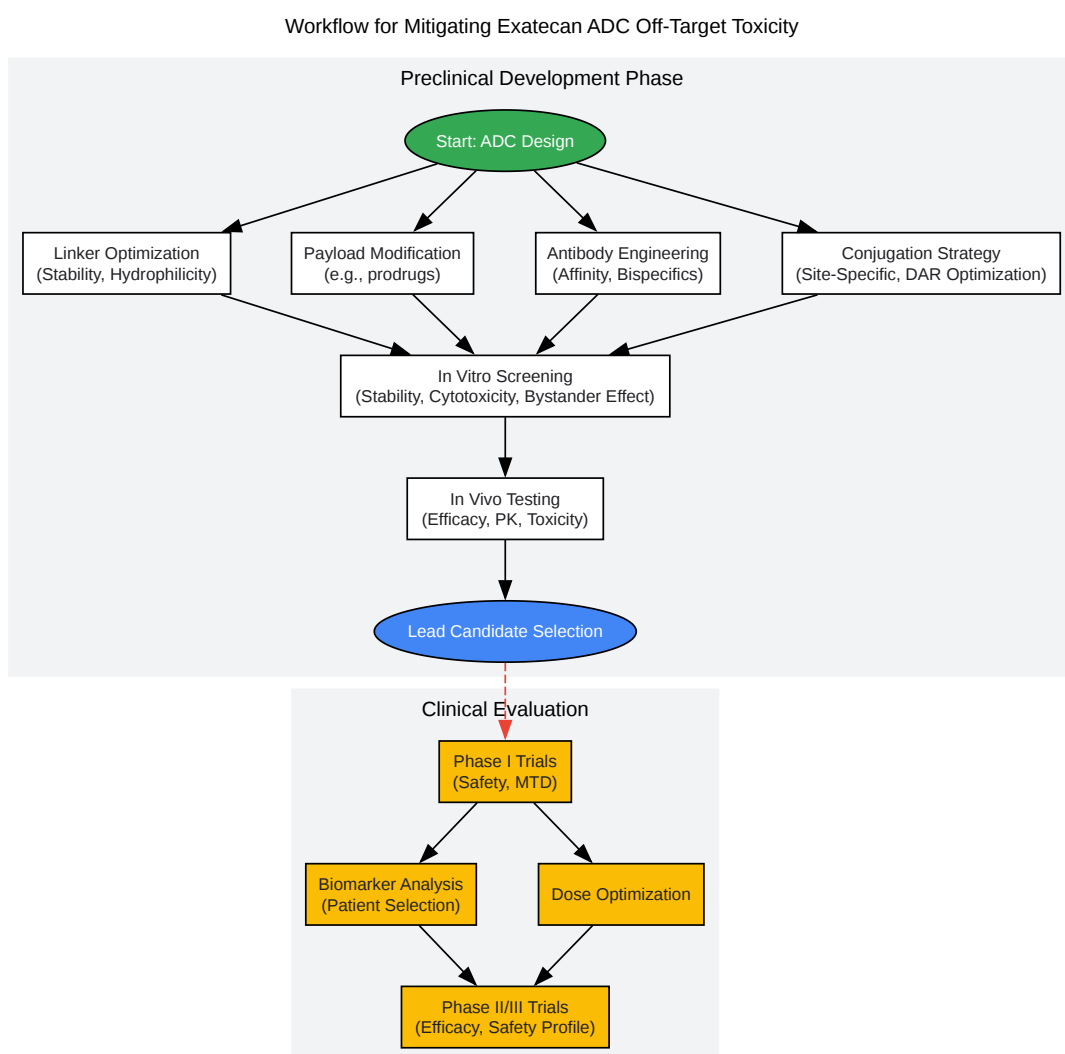 Workflow for Mitigating Exatecan ADC Off-Target Toxicity
Preclinical Development Phase
Start: ADC Design
Linker Optimization
(Stability, Hydrophilicity)
Payload Modification
(e.g., prodrugs)
Antibody Engineering
(Affinity, Bispecifics)
Conjugation Strategy
(Site-Specific, DAR Optimization)
In Vitro Screening
(Stability, Cytotoxicity, Bystander Effect)
In Vivo Testing
(Efficacy, PK, Toxicity)
Lead Candidate Selection
Clinical Evaluation
Phase I Trials
(Safety, MTD)
Biomarker Analysis
(Patient Selection)
Dose Optimization
Phase II/III Trials
(Efficacy, Safety Profile)